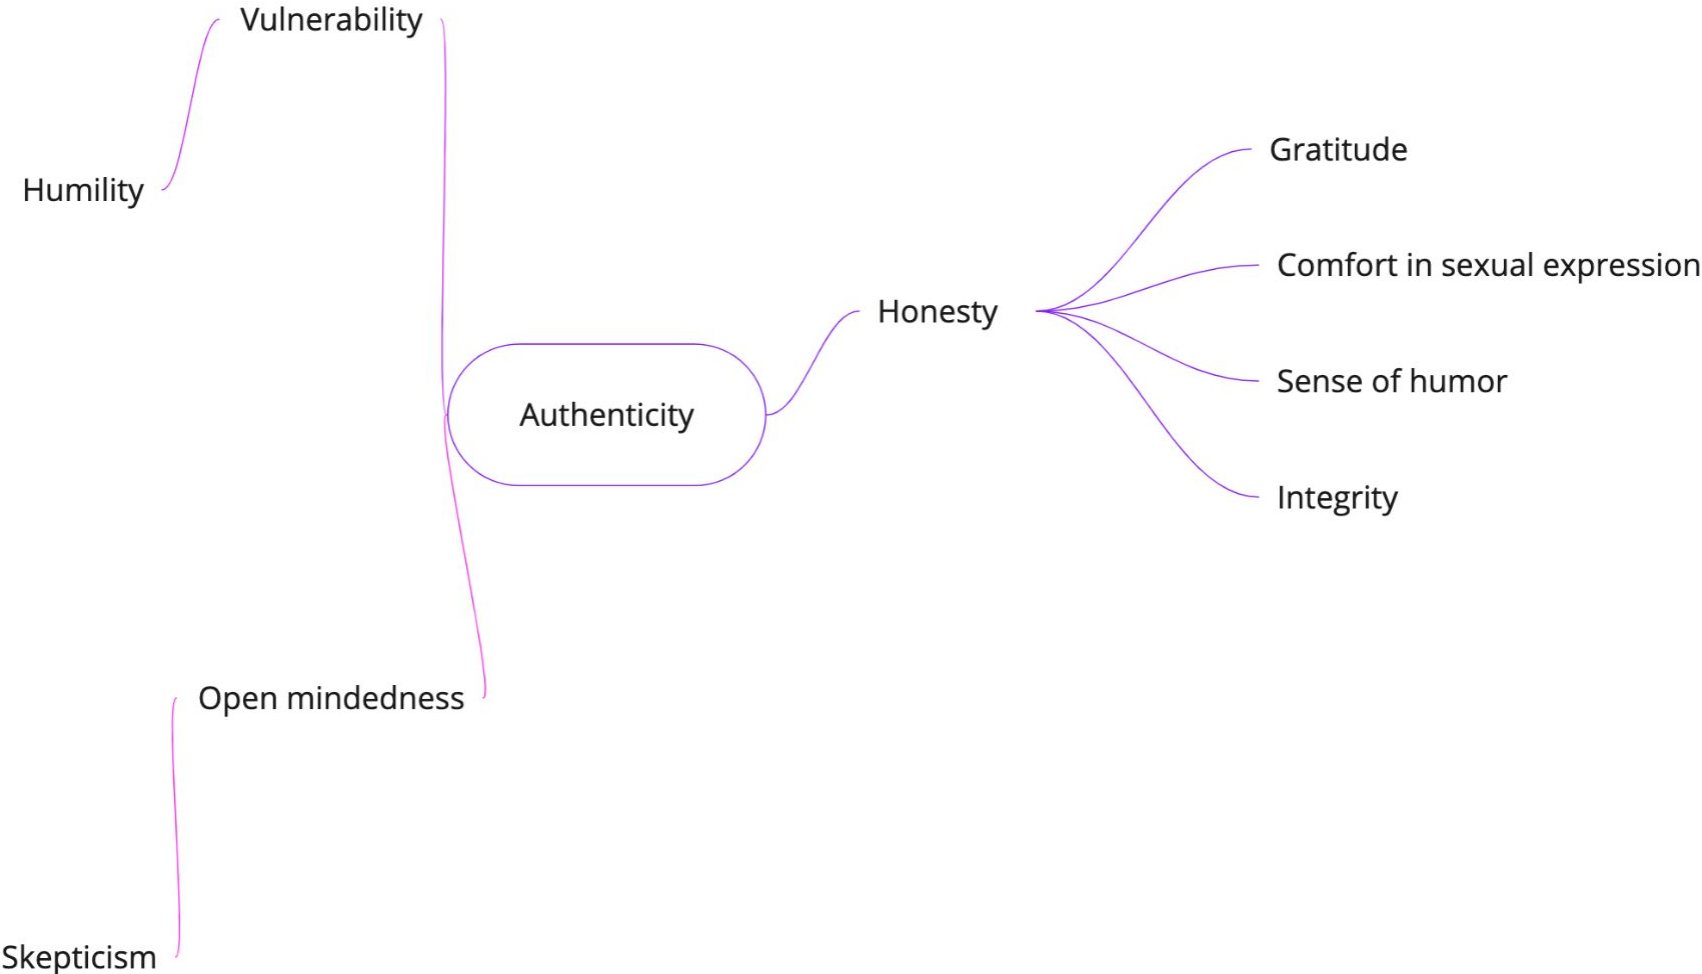 Vulnerability
Humility
Gratitude
Comfort in sexual expression
Honesty
Sense of humor
Authenticity
Integrity
Open mindedness
Skepticism